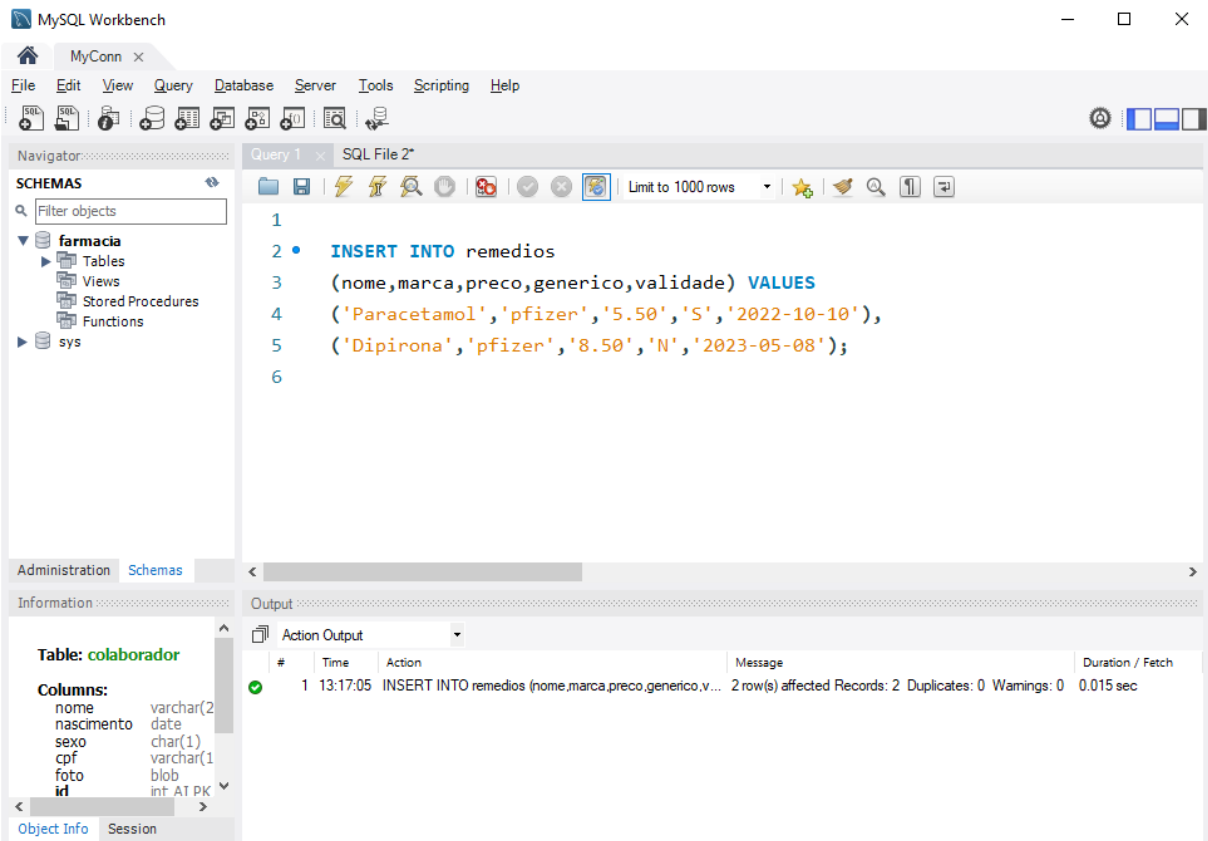 MySQL Workbench
MyConn
File Edit View Query Database Server Tools Scripting Help
Navigator
SCHEMAS
Filter objects
farmacia
Tables
Views
Stored Procedures
Functions
sys
Administration Schemas
Query 1 SQL File 2*
Limit to 1000 rows
1
2 INSERT INTO remedios
3 (nome,marca,preco,generico,validade) VALUES
4 ('Paracetamol','pfizer','5.50','S','2022-10-10'),
5 ('Dipirona','pfizer','8.50','N','2023-05-08');
6
Information
Table: colaborador
Columns:
nome varchar(2
nascimento date
sexo char(1)
cpf varchar(1
foto blob
id int AI PK
Object Info Session
Output
Action Output
# Time Action Message Duration / Fetch
1 13:17:05 INSERT INTO remedios (nome,marca,preco,generico,v... 2 row(s) affected Records: 2 Duplicates: 0 Warnings: 0 0.015 sec